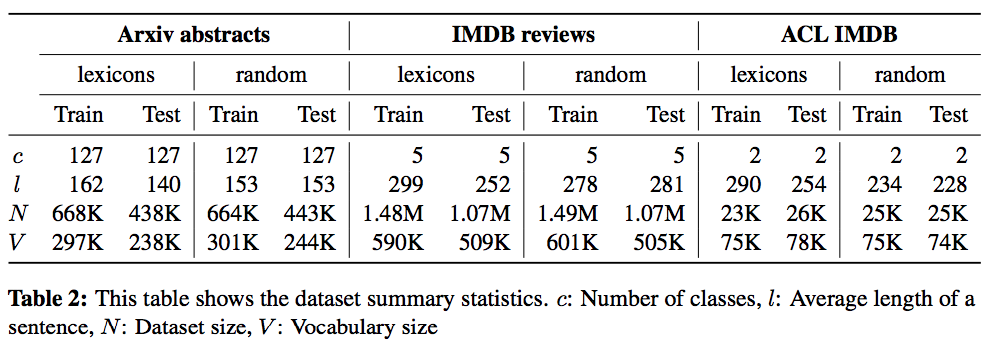 Arxiv abstracts IMDB reviews ACL IMDB
lexicons random lexicons random lexicons random
Train Test Train Test Train Test Train Test Train Test Train Test
c 127 127 127 127 5 5 5 5 2 2 2 2
l 162 140 153 153 299 252 278 281 290 254 234 228
N 668K 438K 664K 443K 1.48M 1.07M 1.49M 1.07M 23K 26K 25K 25K
V 297K 238K 301K 244K 590K 509K 601K 505K 75K 78K 75K 74K
Table 2: This table shows the dataset summary statistics. c: Number of classes, l: Average length of a
sentence, N: Dataset size, V: Vocabulary size